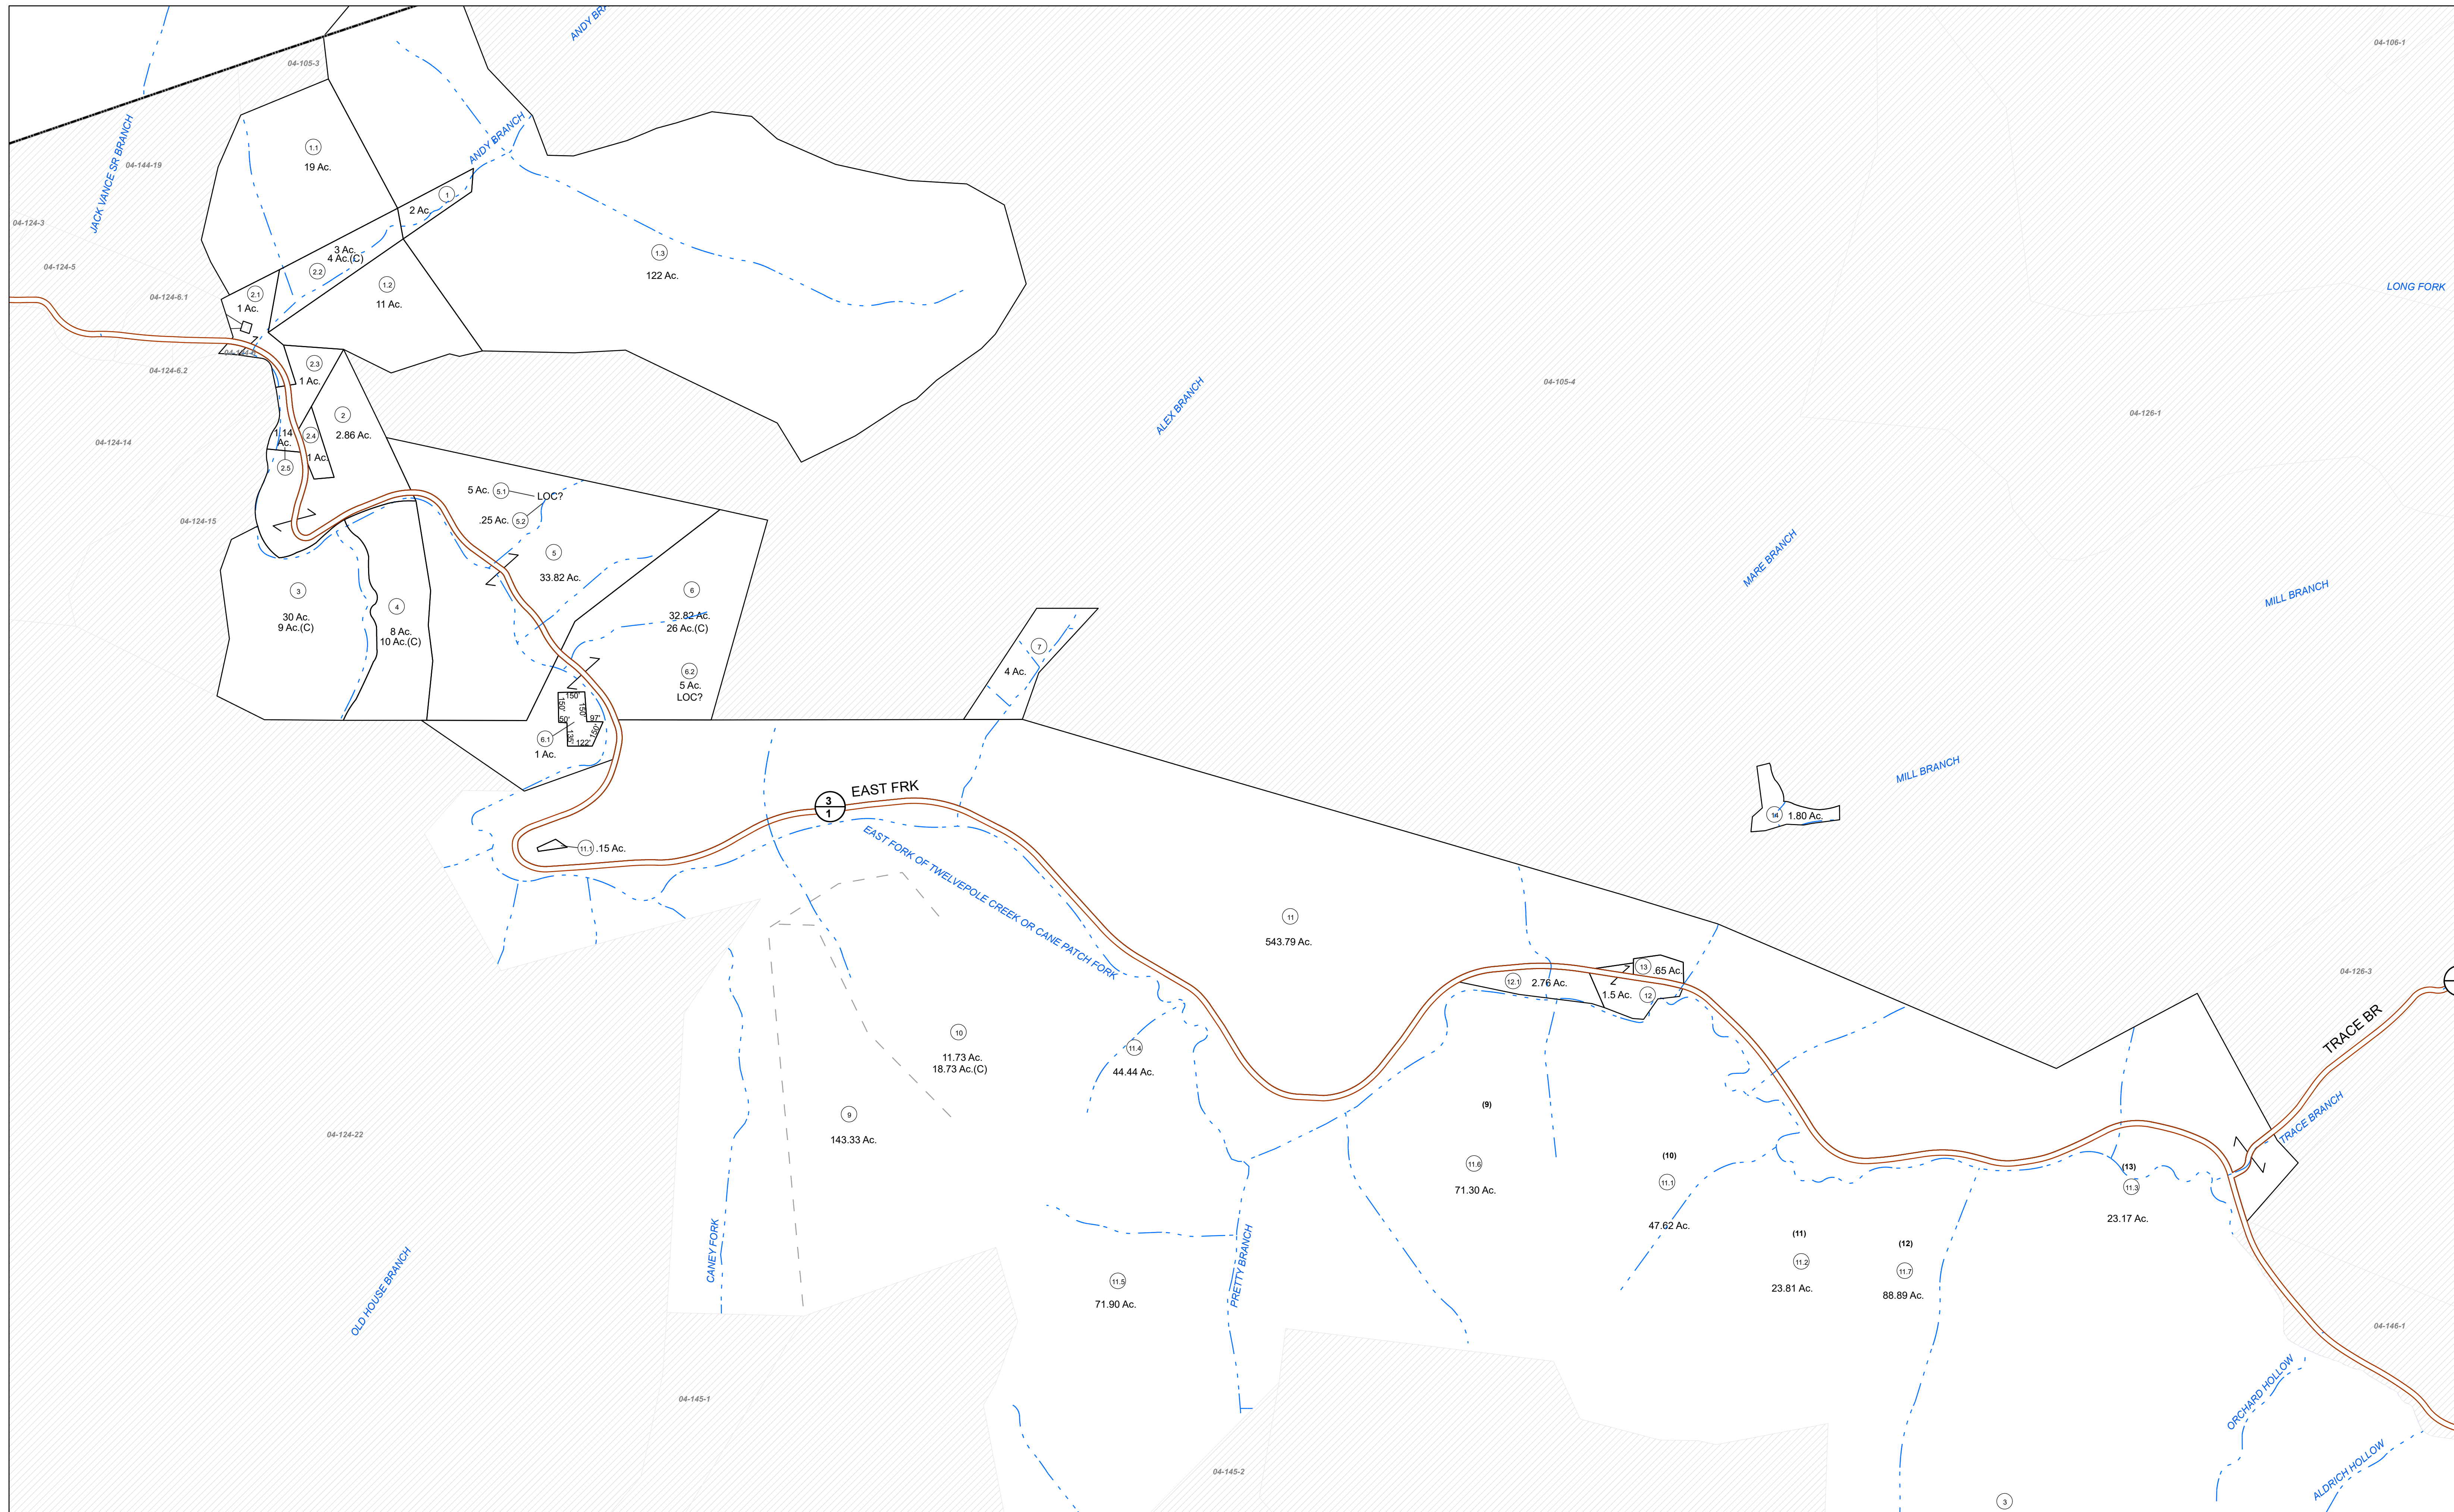 ANDY BRA
04-106-1
04-105-3
JACK VANCE SR BRANCH
04-144-19
ANDY BRANCH
1.1
19 Ac.
1
2 Ac.
04-124-3
3 Ac.
4 Ac.(C)
2.2
1.3
122 Ac.
04-124-5
1.2
11 Ac.
04-124-6.1
2.1
1 Ac.
LONG FORK
04-124-6.2
2.3
1 Ac.
04-105-4
ALEX BRANCH
04-126-1
2
2.86 Ac.
04-124-14
1.14
Ac.
2.4
1 Ac.
2.5
5 Ac.
5.1
LOC?
.25 Ac.
5.2
04-124-15
5
33.82 Ac.
MARE BRANCH
3
30 Ac.
9 Ac.(C)
4
8 Ac.
10 Ac.(C)
6
32.82 Ac.
26 Ac.(C)
MILL BRANCH
7
4 Ac.
6.2
5 Ac.
LOC?
150'
150'
150'
50'
97'
135'
150'
122'
6.1
1 Ac.
MILL BRANCH
3
1
EAST FRK
14
1.80 Ac.
11.1
.15 Ac.
EAST FORK OF TWELVEPOLE CREEK OR CANE PATCH FORK
11
543.79 Ac.
13
.65 Ac.
12.1
2.76 Ac.
1.5 Ac.
12
04-126-3
TRACE BR
10
11.73 Ac.
18.73 Ac.(C)
11.4
44.44 Ac.
9
143.33 Ac.
(9)
TRACE BRANCH
04-124-22
11.6
71.30 Ac.
(10)
11.1
47.62 Ac.
(13)
11.3
23.17 Ac.
CANEY FORK
OLD HOUSE BRANCH
PRETTY BRANCH
(11)
11.2
23.81 Ac.
(12)
11.7
88.89 Ac.
11.5
71.90 Ac.
04-146-1
04-145-1
ORCHARD HOLLOW
04-145-2
ALDRICH HOLLOW
3